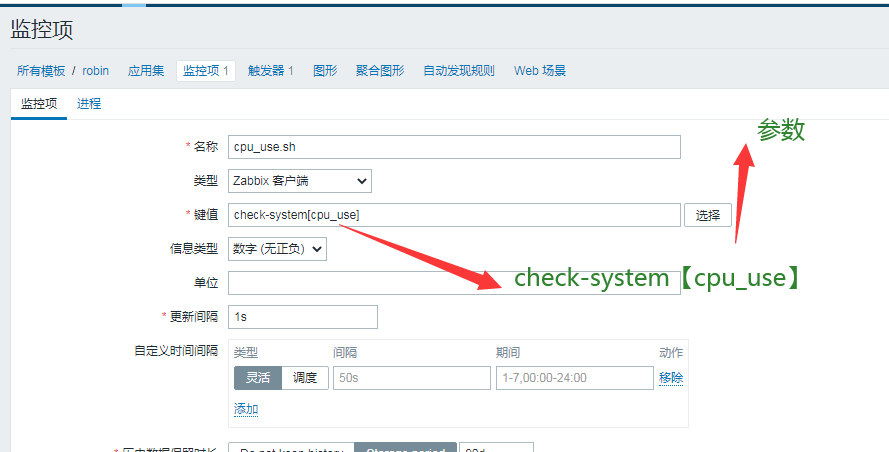 监控项
所有模板 / robin 应用集 监控项 1 触发器 1 图形 聚合图形 自动发现规则 Web 场景
监控项 进程
参数
* 名称 cpu_use.sh
类型 Zabbix 客户端
* 键值 check-system[cpu_use] 选择
信息类型 数字 (无正负)
check-system【cpu_use】
单位
* 更新间隔 1s
自定义时间间隔 类型 间隔 期间 动作
灵活 调度 50s 1-7,00:00-24:00 移除
添加
* 历史数据保留时长 Do not keep history Storage period 90d